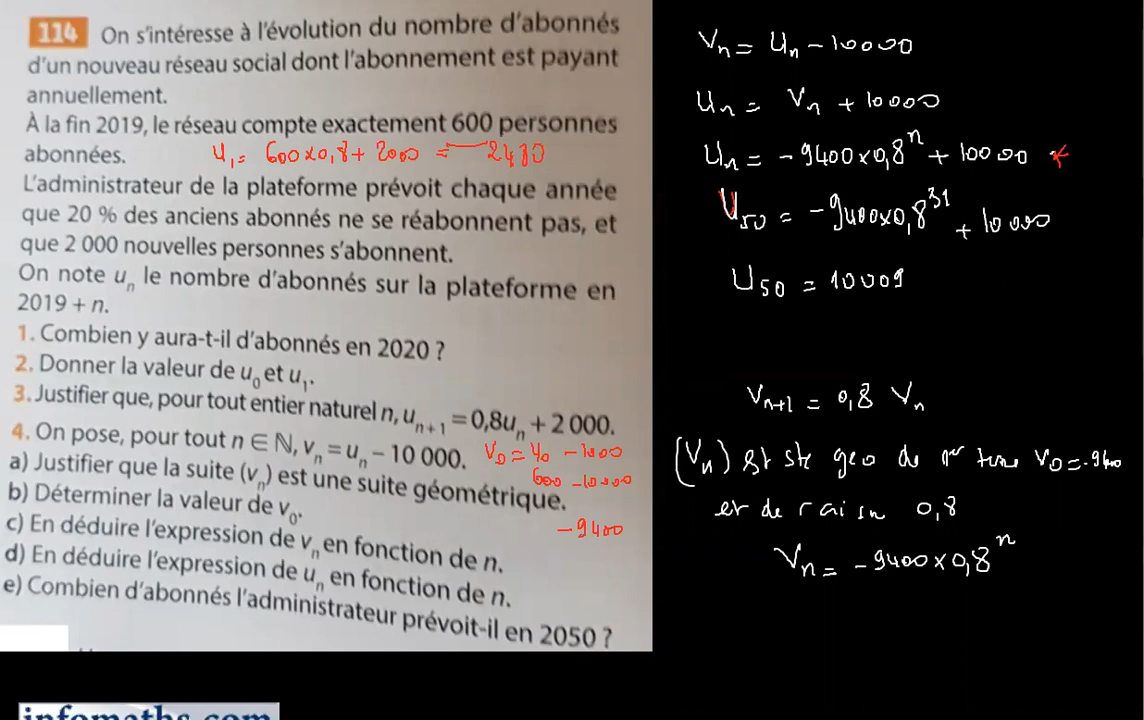 114 On s'intéresse à l'évolution du nombre d'abonnés
d'un nouveau réseau social dont l'abonnement est payant
annuellement.
À la fin 2019, le réseau compte exactement 600 personnes
abonnées.
U₁ = 600 x 0,8 + 2000 = 2480
L'administrateur de la plateforme prévoit chaque année
que 20 % des anciens abonnés ne se réabonnent pas, et
que 2 000 nouvelles personnes s'abonnent.
On note uₙ le nombre d'abonnés sur la plateforme en
2019 + n.
1. Combien y aura-t-il d'abonnés en 2020 ?
2. Donner la valeur de u₀ et u₁.
3. Justifier que, pour tout entier naturel n, uₙ₊₁ = 0,8uₙ + 2 000.
4. On pose, pour tout n ∈ ℕ, vₙ = uₙ − 10 000.
a) Justifier que la suite (vₙ) est une suite géométrique.
b) Déterminer la valeur de v₀.
c) En déduire l'expression de vₙ en fonction de n.
d) En déduire l'expression de uₙ en fonction de n.
e) Combien d'abonnés l'administrateur prévoit-il en 2050 ?
V₀ = 40 - 1000
600 - 10000
- 9400
Vₙ = Uₙ - 10000
Uₙ = Vₙ + 10000
Uₙ = - 9400 x 0,8ⁿ + 10000
U₅₀ = - 9400 x 0,8³¹ + 10000
U₅₀ = 10009
Vₙ₊₁ = 0,8 Vₙ
(Vₙ) est ste geo de 1er terme V₀ = -9400
et de raison 0,8
Vₙ = - 9400 x 0,8ⁿ
infomaths.com